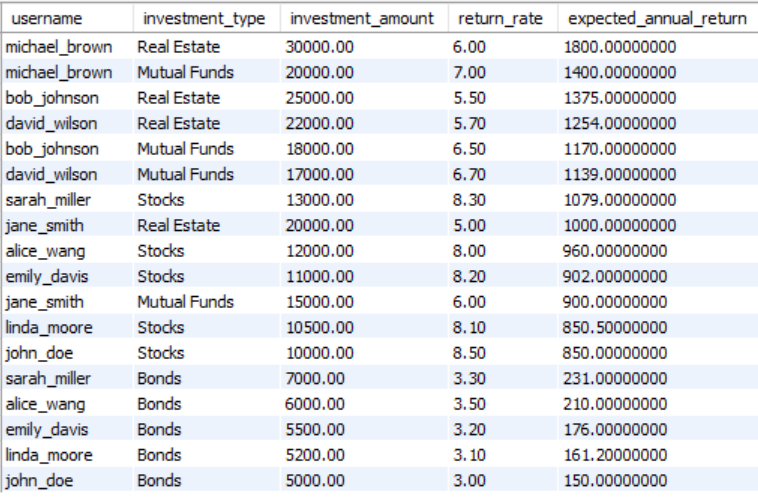 username investment_type investment_amount return_rate expected_annual_return
michael_brown Real Estate 30000.00 6.00 1800.00000000
michael_brown Mutual Funds 20000.00 7.00 1400.00000000
bob_johnson Real Estate 25000.00 5.50 1375.00000000
david_wilson Real Estate 22000.00 5.70 1254.00000000
bob_johnson Mutual Funds 18000.00 6.50 1170.00000000
david_wilson Mutual Funds 17000.00 6.70 1139.00000000
sarah_miller Stocks 13000.00 8.30 1079.00000000
jane_smith Real Estate 20000.00 5.00 1000.00000000
alice_wang Stocks 12000.00 8.00 960.00000000
emily_davis Stocks 11000.00 8.20 902.00000000
jane_smith Mutual Funds 15000.00 6.00 900.00000000
linda_moore Stocks 10500.00 8.10 850.50000000
john_doe Stocks 10000.00 8.50 850.00000000
sarah_miller Bonds 7000.00 3.30 231.00000000
alice_wang Bonds 6000.00 3.50 210.00000000
emily_davis Bonds 5500.00 3.20 176.00000000
linda_moore Bonds 5200.00 3.10 161.20000000
john_doe Bonds 5000.00 3.00 150.00000000